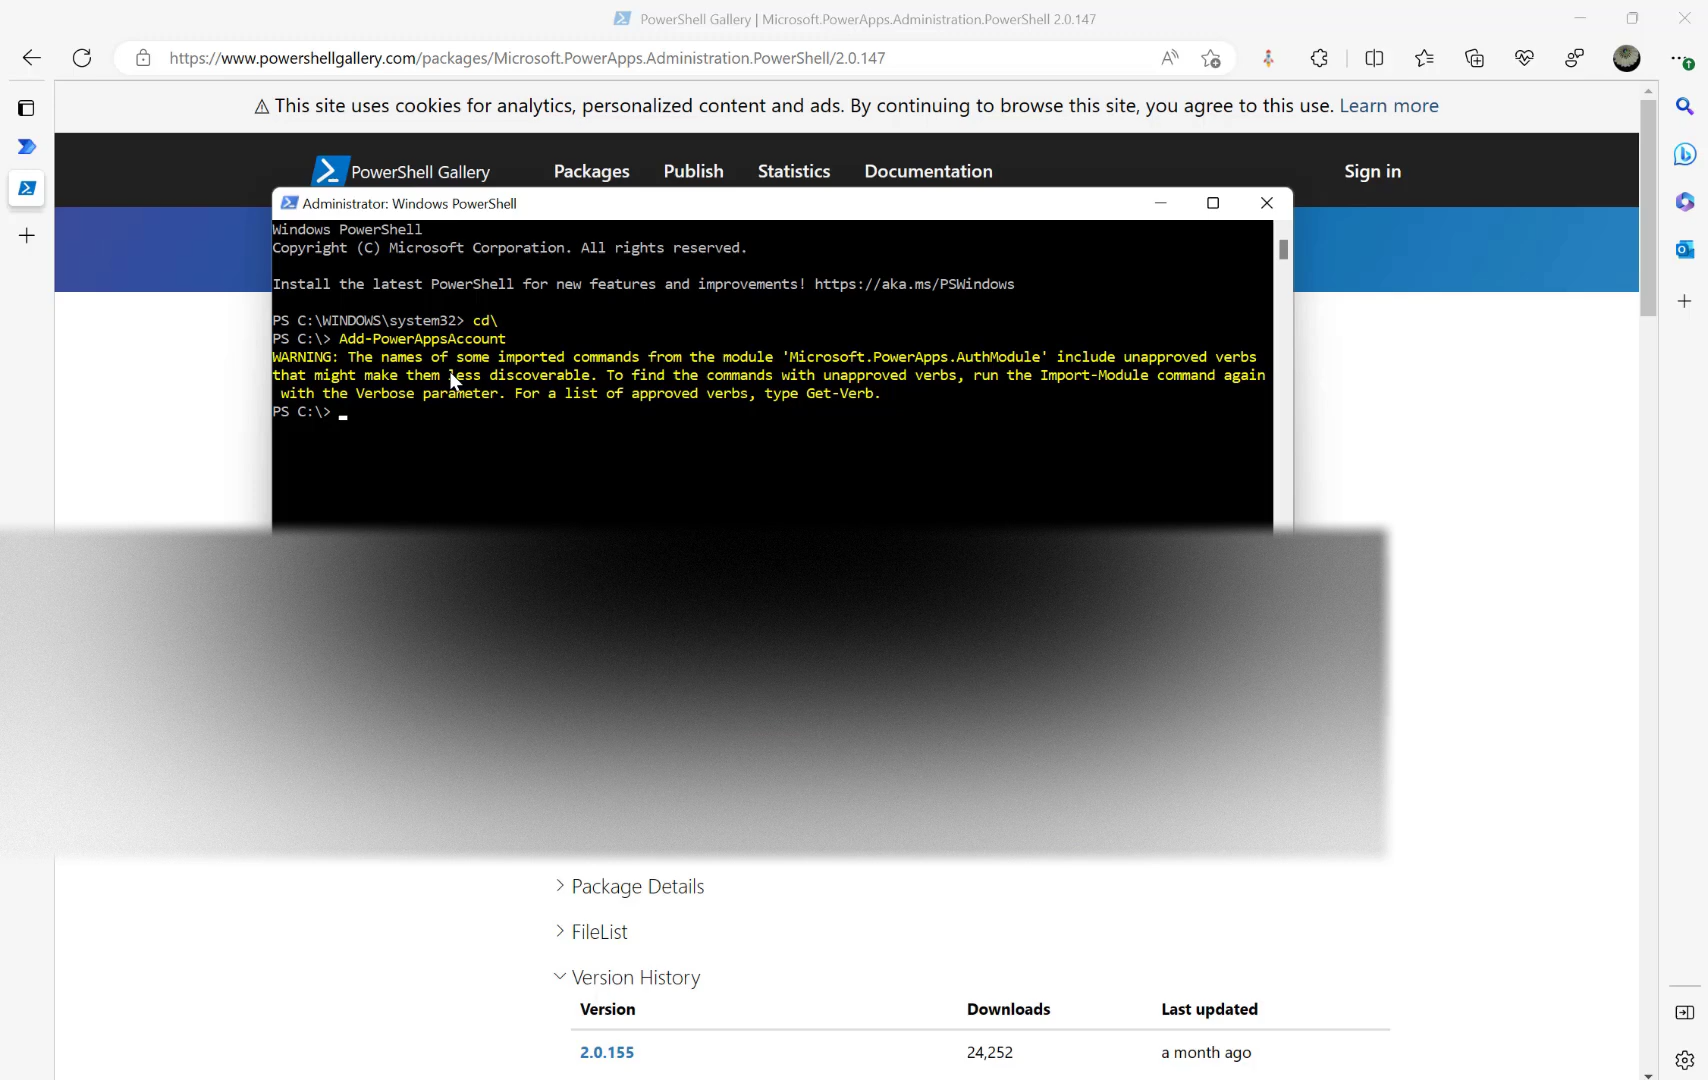 PowerShell Gallery | Microsoft.PowerApps.Administration.PowerShell 2.0.147
https://www.powershellgallery.com/packages/Microsoft.PowerApps.Administration.PowerShell/2.0.147
⚠ This site uses cookies for analytics, personalized content and ads. By continuing to browse this site, you agree to this use. Learn more
PowerShell Gallery Packages Publish Statistics Documentation Sign in
Administrator: Windows PowerShell
Windows PowerShell
Copyright (C) Microsoft Corporation. All rights reserved.
Install the latest PowerShell for new features and improvements! https://aka.ms/PSWindows
PS C:\WINDOWS\system32> cd\
PS C:\> Add-PowerAppsAccount
WARNING: The names of some imported commands from the module 'Microsoft.PowerApps.AuthModule' include unapproved verbs
that might make them less discoverable. To find the commands with unapproved verbs, run the Import-Module command again
with the Verbose parameter. For a list of approved verbs, type Get-Verb.
PS C:\>
Package Details
FileList
Version History
Version Downloads Last updated
2.0.155 24,252 a month ago